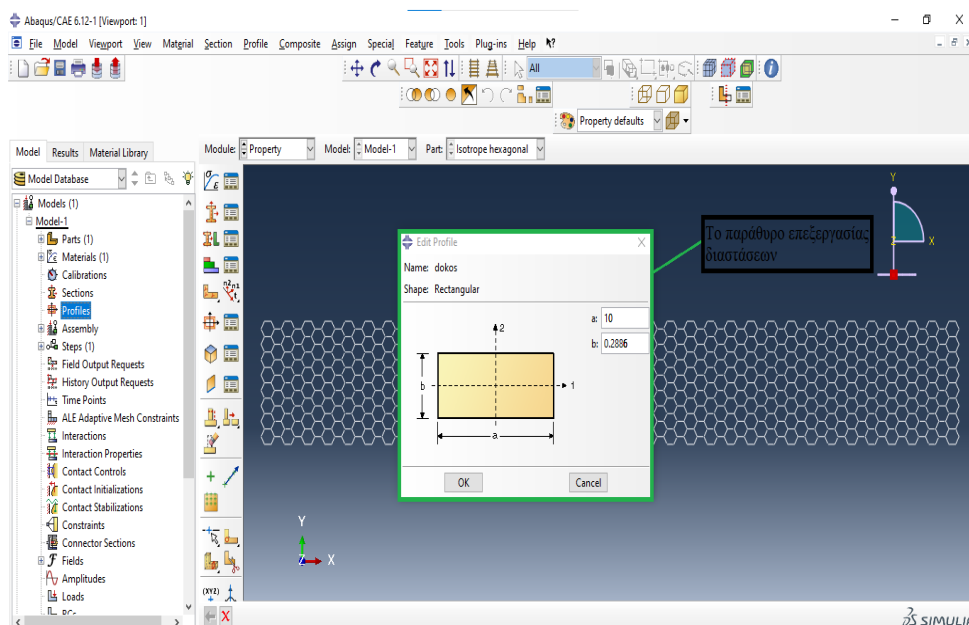 Abaqus/CAE 6.12-1 [Viewport: 1]
File Model Viewport View Material Section Profile Composite Assign Special Feature Tools Plug-ins Help
All
Property defaults
Model Results Material Library
Module: Property Model: Model-1 Part: Isotrope hexagonal
Model Database
Models (1)
Model-1
Parts (1)
Materials (1)
Calibrations
Sections
Profiles
Assembly
Steps (1)
Field Output Requests
History Output Requests
Time Points
ALE Adaptive Mesh Constraints
Interactions
Interaction Properties
Contact Controls
Contact Initializations
Contact Stabilizations
Constraints
Connector Sections
Fields
Amplitudes
Loads
BCs
Edit Profile
Name: dokos
Shape: Rectangular
a: 10
b: 0.2886
2
1
b
a
OK Cancel
Το παράθυρο επεξεργασίας
διαστάσεων
Y
X
Z
Y
Z X
(XYZ)
SIMULIA